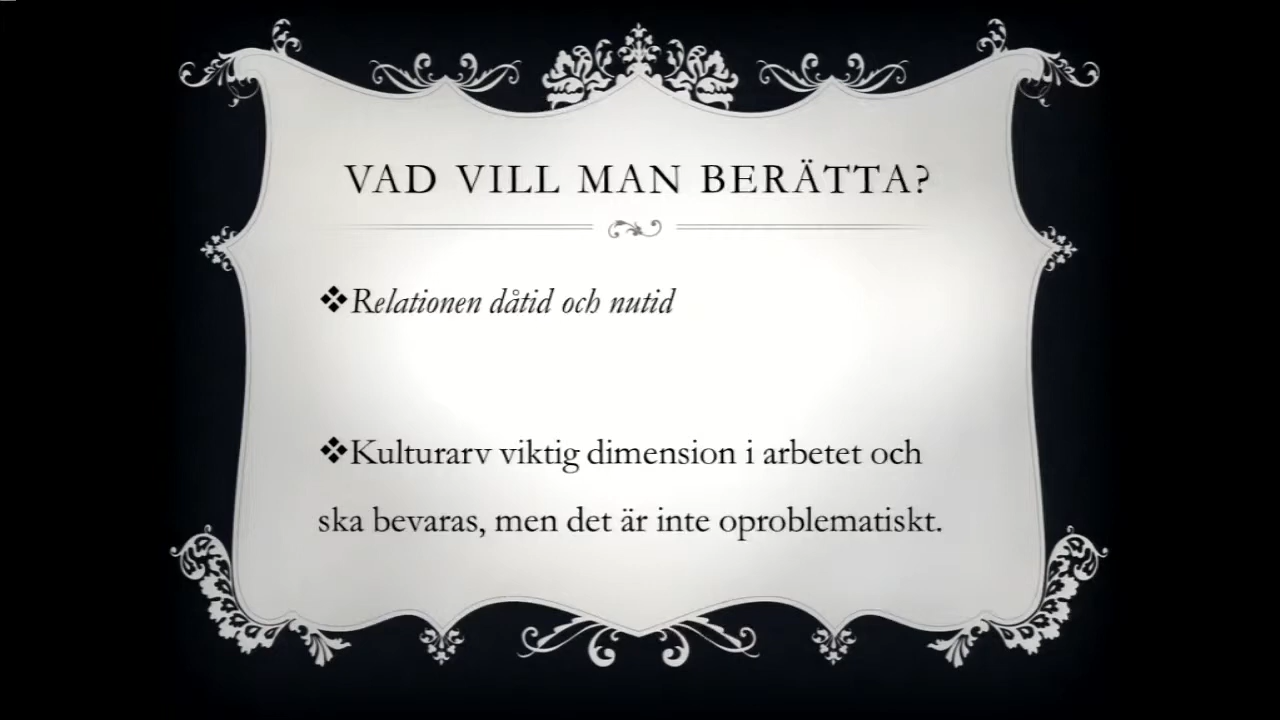 VAD VILL MAN BERÄTTA?
❖Relationen dåtid och nutid
❖Kulturarv viktig dimension i arbetet och
ska bevaras, men det är inte oproblematiskt.